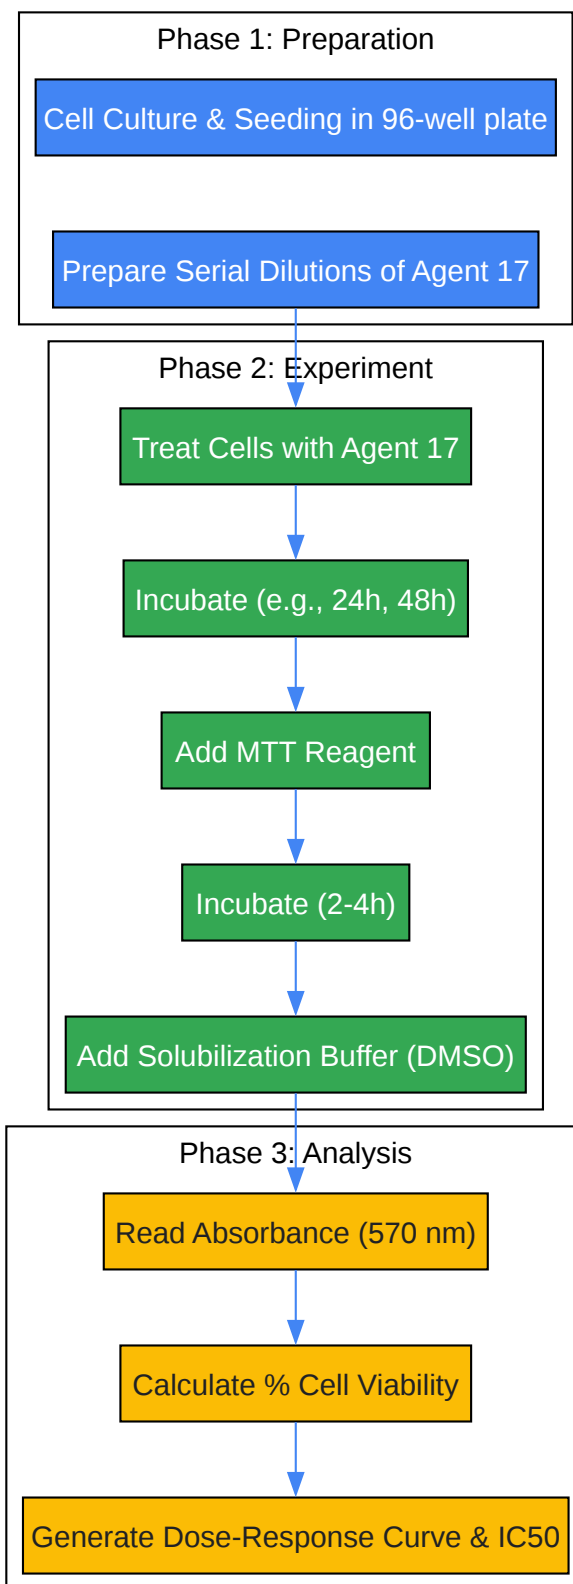 Phase 1: Preparation
Cell Culture & Seeding in 96-well plate
Prepare Serial Dilutions of Agent 17
Phase 2: Experiment
Treat Cells with Agent 17
Incubate (e.g., 24h, 48h)
Add MTT Reagent
Incubate (2-4h)
Add Solubilization Buffer (DMSO)
Phase 3: Analysis
Read Absorbance (570 nm)
Calculate % Cell Viability
Generate Dose-Response Curve & IC50